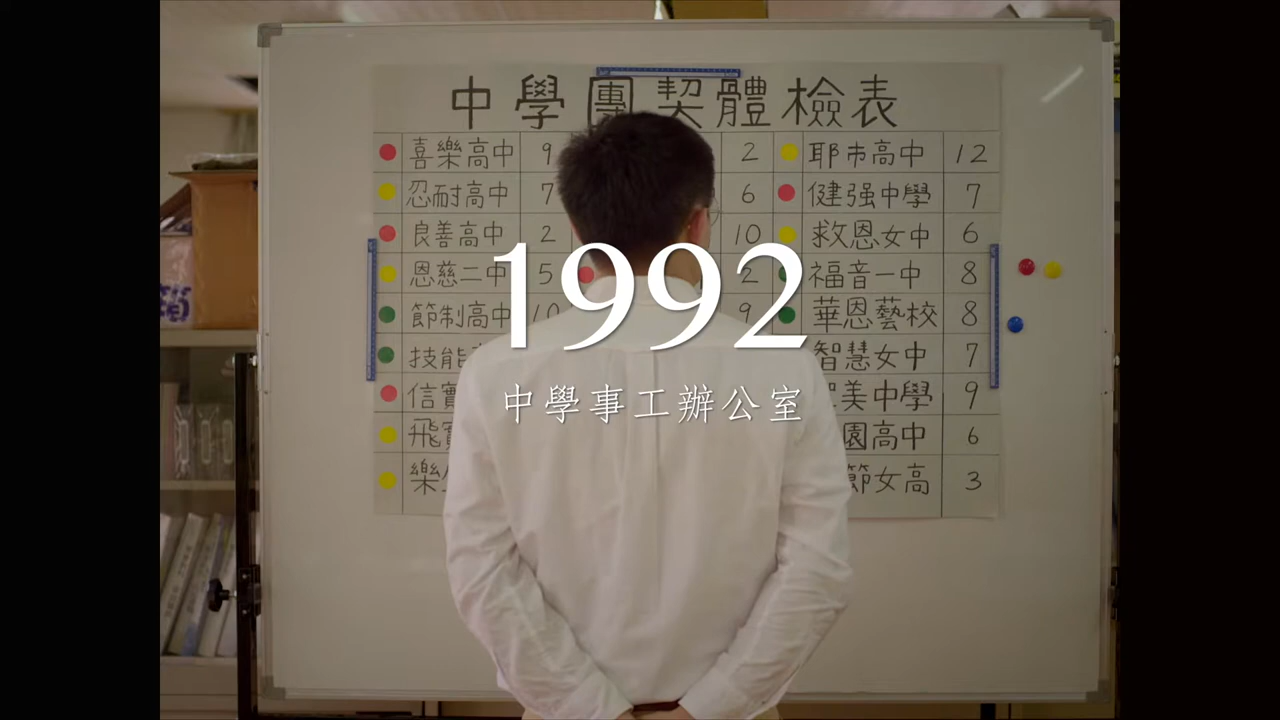 中學團契體檢表
喜樂高中 9 2 耶市高中 12
忍耐高中 7 6 健强中學 7
良善高中 2 10 救恩女中 6
1992
恩慈二中 5 2 福音一中 8
節制高中 10 9 華恩藝校 8
技能 智慧女中 7
中學事工辦公室
信實 美中學 9
飛 園高中 6
樂 節女高 3